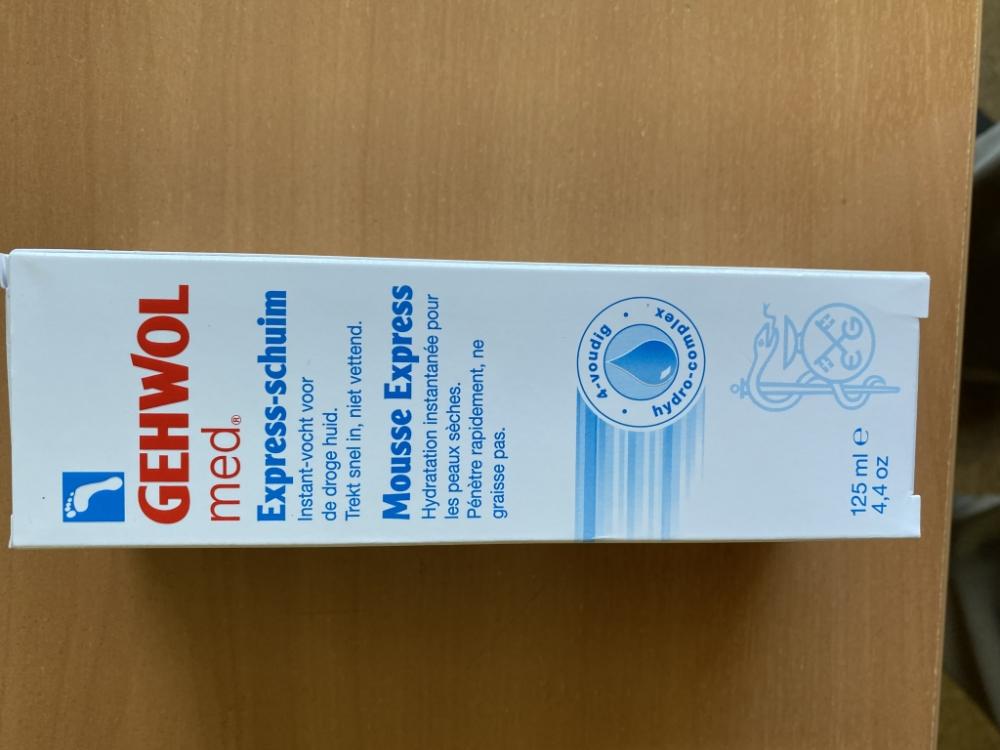 GEHWOL
med®
Express-schuim
Instant-vocht voor
de droge huid.
Trekt snel in, niet vettend.
Mousse Express
Hydratation instantanée pour
les peaux sèches.
Pénètre rapidement, ne
graisse pas.
4-voudig
hydro-complex
EG
125 ml ℮
4,4 oz